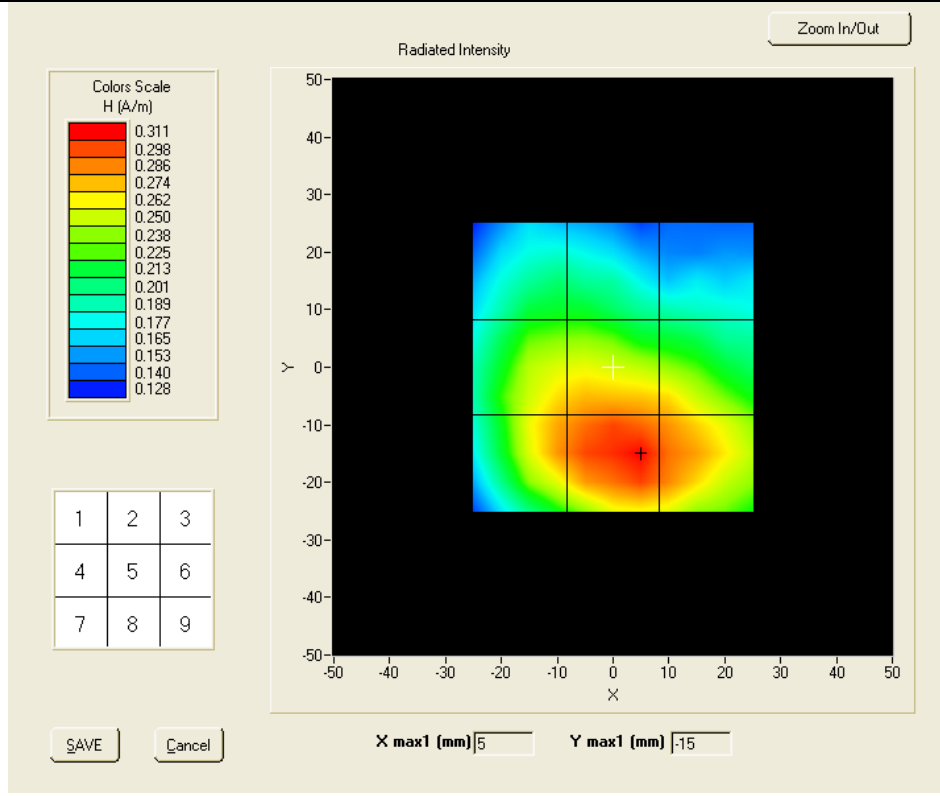 Zoom In/Out
Radiated Intensity
Colors Scale
H (A/m)
0.311
0.298
0.286
0.274
0.262
0.250
0.238
0.225
0.213
0.201
0.189
0.177
0.165
0.153
0.140
0.128
50
40
30
20
10
0
-10
-20
-30
-40
-50
Y
-50 -40 -30 -20 -10 0 10 20 30 40 50
X
1 2 3
4 5 6
7 8 9
SAVE Cancel
X max1 (mm) 5 Y max1 (mm) -15